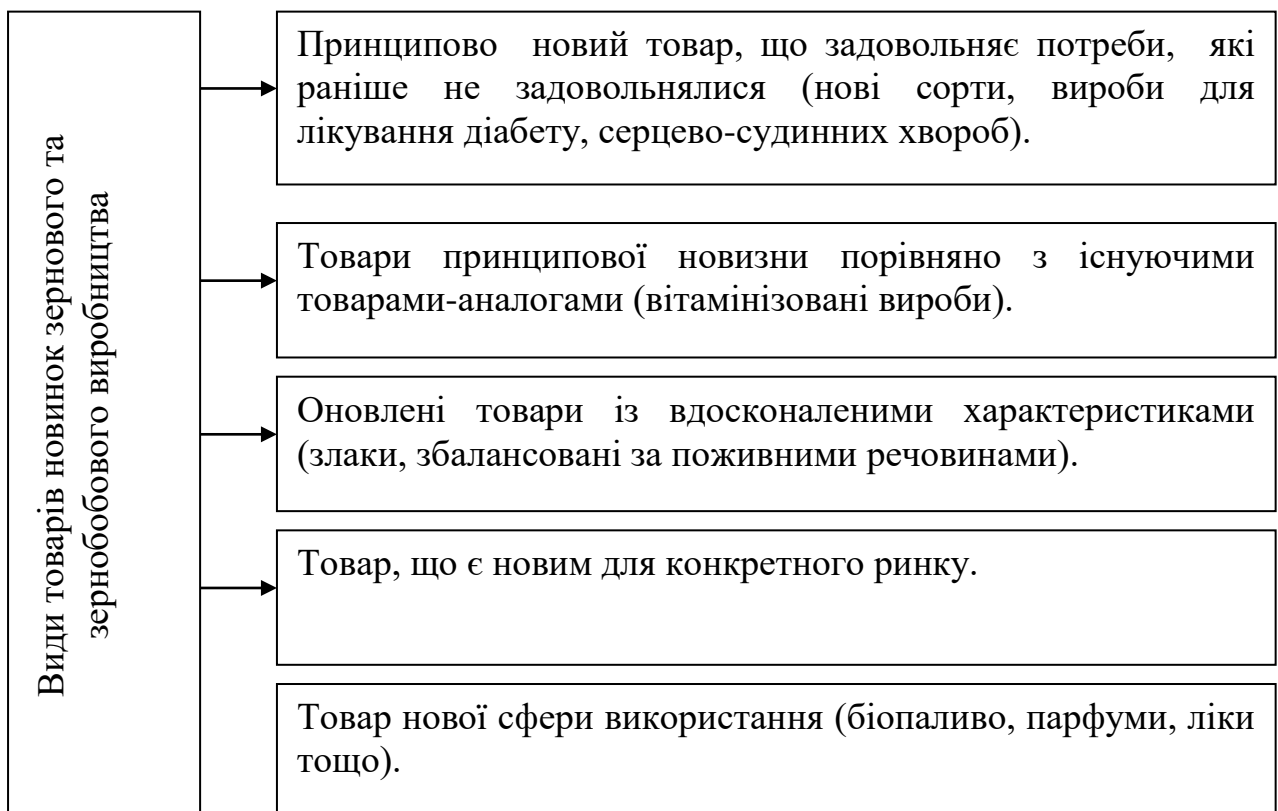 Види товарів новинок зернового та
зернобобового виробництва
Принципово новий товар, що задовольняє потреби, які
раніше не задовольнялися (нові сорти, вироби для
лікування діабету, серцево-судинних хвороб).
Товари принципової новизни порівняно з існуючими
товарами-аналогами (вітамінізовані вироби).
Оновлені товари із вдосконаленими характеристиками
(злаки, збалансовані за поживними речовинами).
Товар, що є новим для конкретного ринку.
Товар нової сфери використання (біопаливо, парфуми, ліки
тощо).